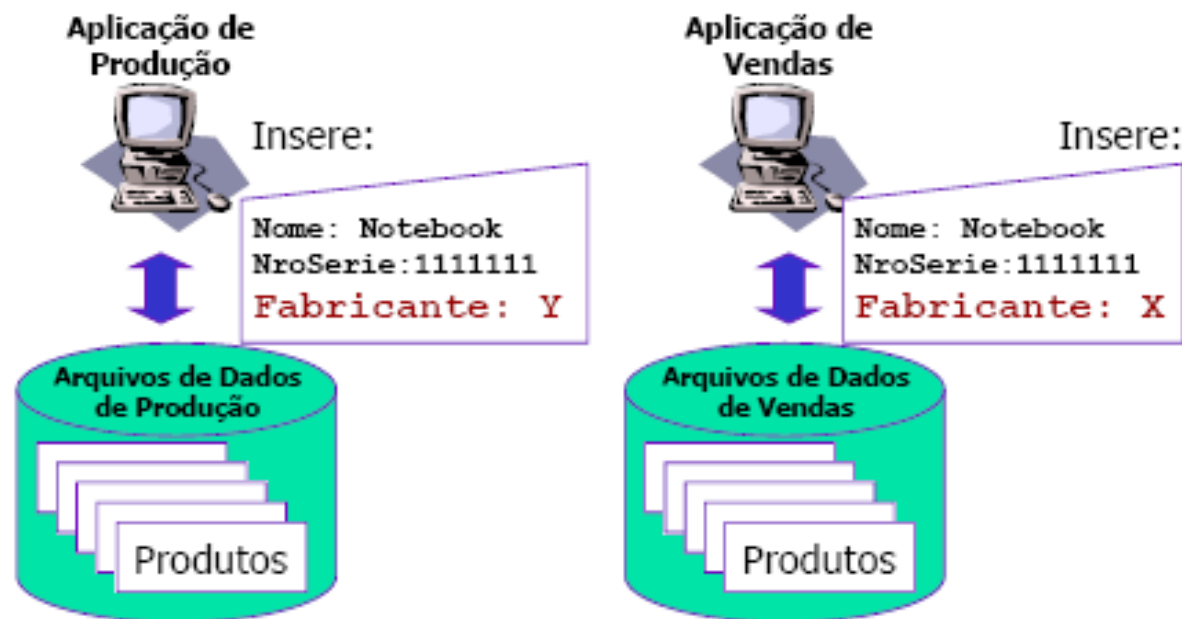 Aplicação de
Produção
Insere:
Nome: Notebook
NroSerie:1111111
Fabricante: Y
Arquivos de Dados
de Produção
Produtos
Aplicação de
Vendas
Insere:
Nome: Notebook
NroSerie:1111111
Fabricante: X
Arquivos de Dados
de Vendas
Produtos